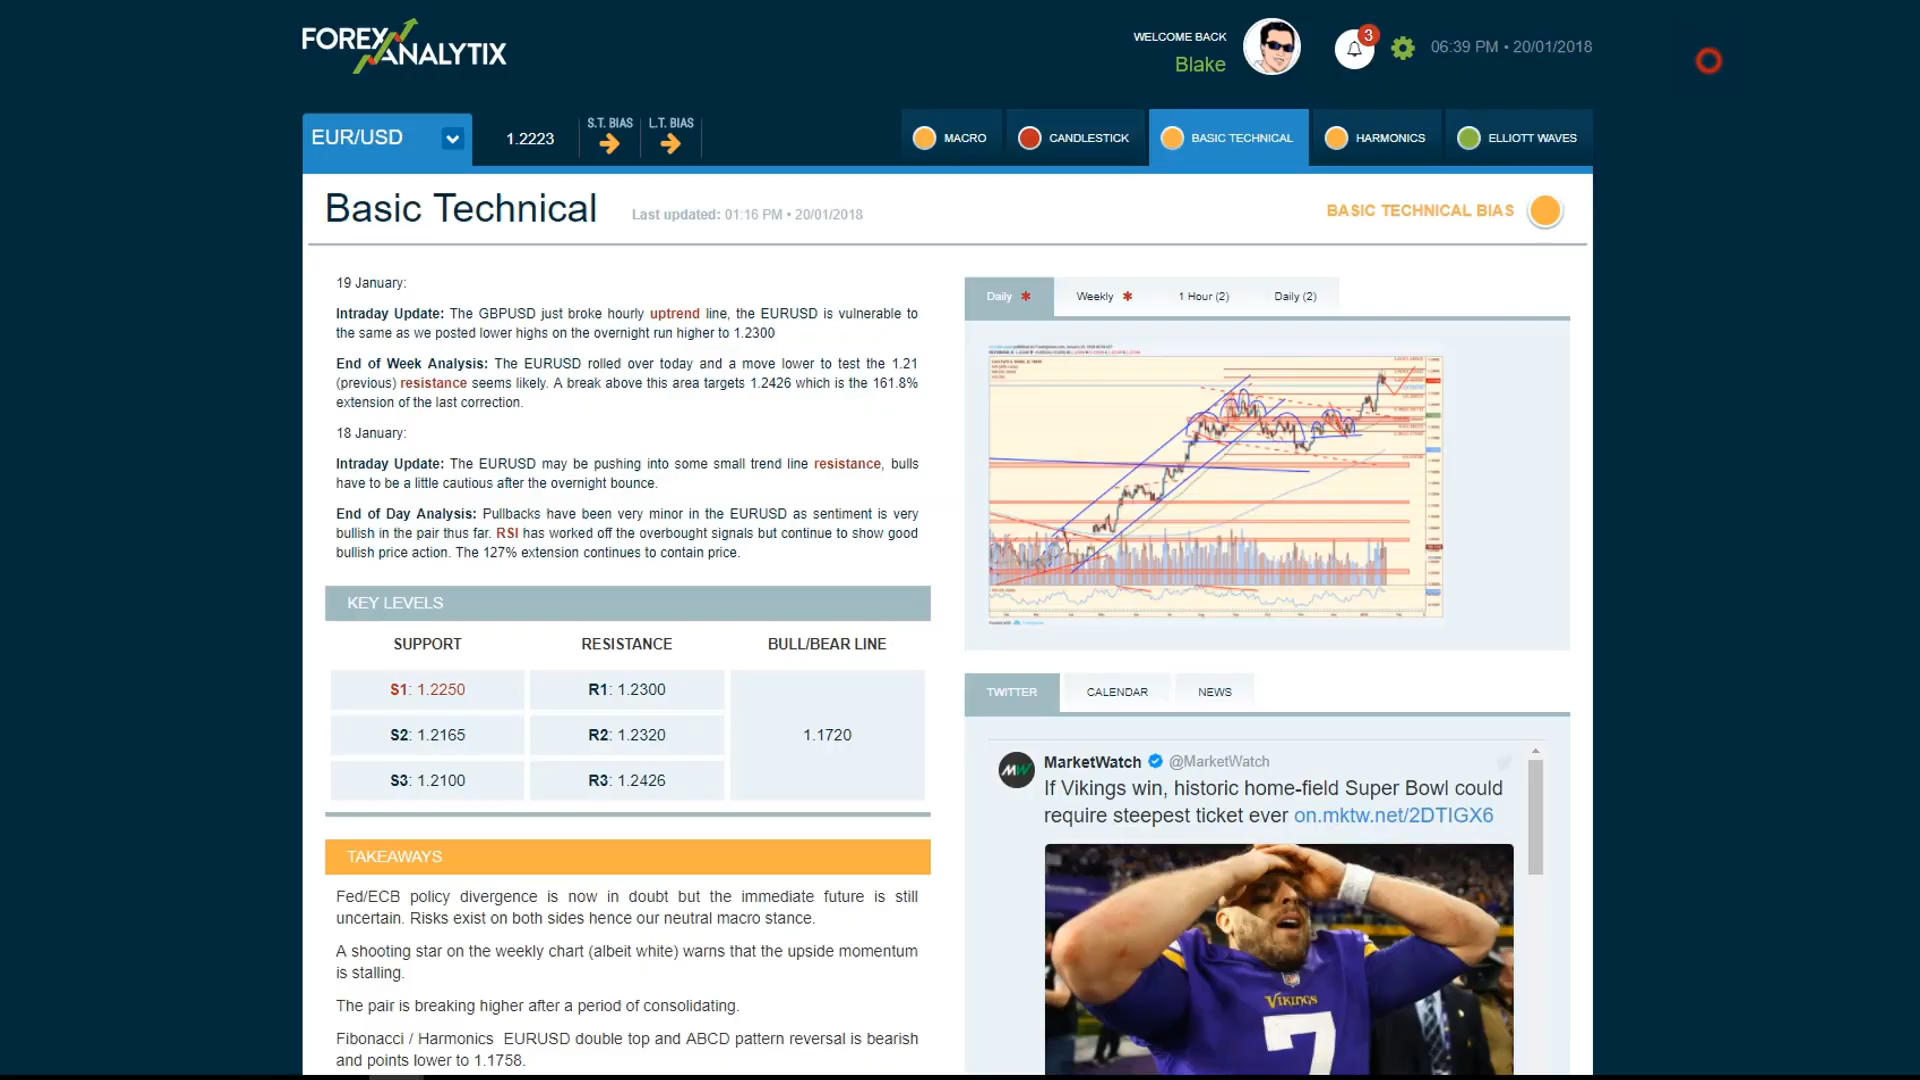 FOREX ANALYTIX
WELCOME BACK
Blake
3
06:39 PM • 20/01/2018
EUR/USD
1.2223
S.T. BIAS
L.T. BIAS
MACRO
CANDLESTICK
BASIC TECHNICAL
HARMONICS
ELLIOTT WAVES
Basic Technical
Last updated: 01:16 PM • 20/01/2018
BASIC TECHNICAL BIAS
19 January:
Intraday Update: The GBPUSD just broke hourly uptrend line, the EURUSD is vulnerable to
the same as we posted lower highs on the overnight run higher to 1.2300
End of Week Analysis: The EURUSD rolled over today and a move lower to test the 1.21
(previous) resistance seems likely. A break above this area targets 1.2426 which is the 161.8%
extension of the last correction.
18 January:
Intraday Update: The EURUSD may be pushing into some small trend line resistance, bulls
have to be a little cautious after the overnight bounce.
End of Day Analysis: Pullbacks have been very minor in the EURUSD as sentiment is very
bullish in the pair thus far. RSI has worked off the overbought signals but continue to show good
bullish price action. The 127% extension continues to contain price.
KEY LEVELS
SUPPORT RESISTANCE BULL/BEAR LINE
S1: 1.2250 R1: 1.2300
S2: 1.2165 R2: 1.2320 1.1720
S3: 1.2100 R3: 1.2426
TAKEAWAYS
Fed/ECB policy divergence is now in doubt but the immediate future is still
uncertain. Risks exist on both sides hence our neutral macro stance.
A shooting star on the weekly chart (albeit white) warns that the upside momentum
is stalling.
The pair is breaking higher after a period of consolidating.
Fibonacci / Harmonics EURUSD double top and ABCD pattern reversal is bearish
and points lower to 1.1758.
Daily * Weekly * 1 Hour (2) Daily (2)
TWITTER CALENDAR NEWS
MW
MarketWatch @MarketWatch
If Vikings win, historic home-field Super Bowl could
require steepest ticket ever on.mktw.net/2DTIGX6
VIKINGS
7